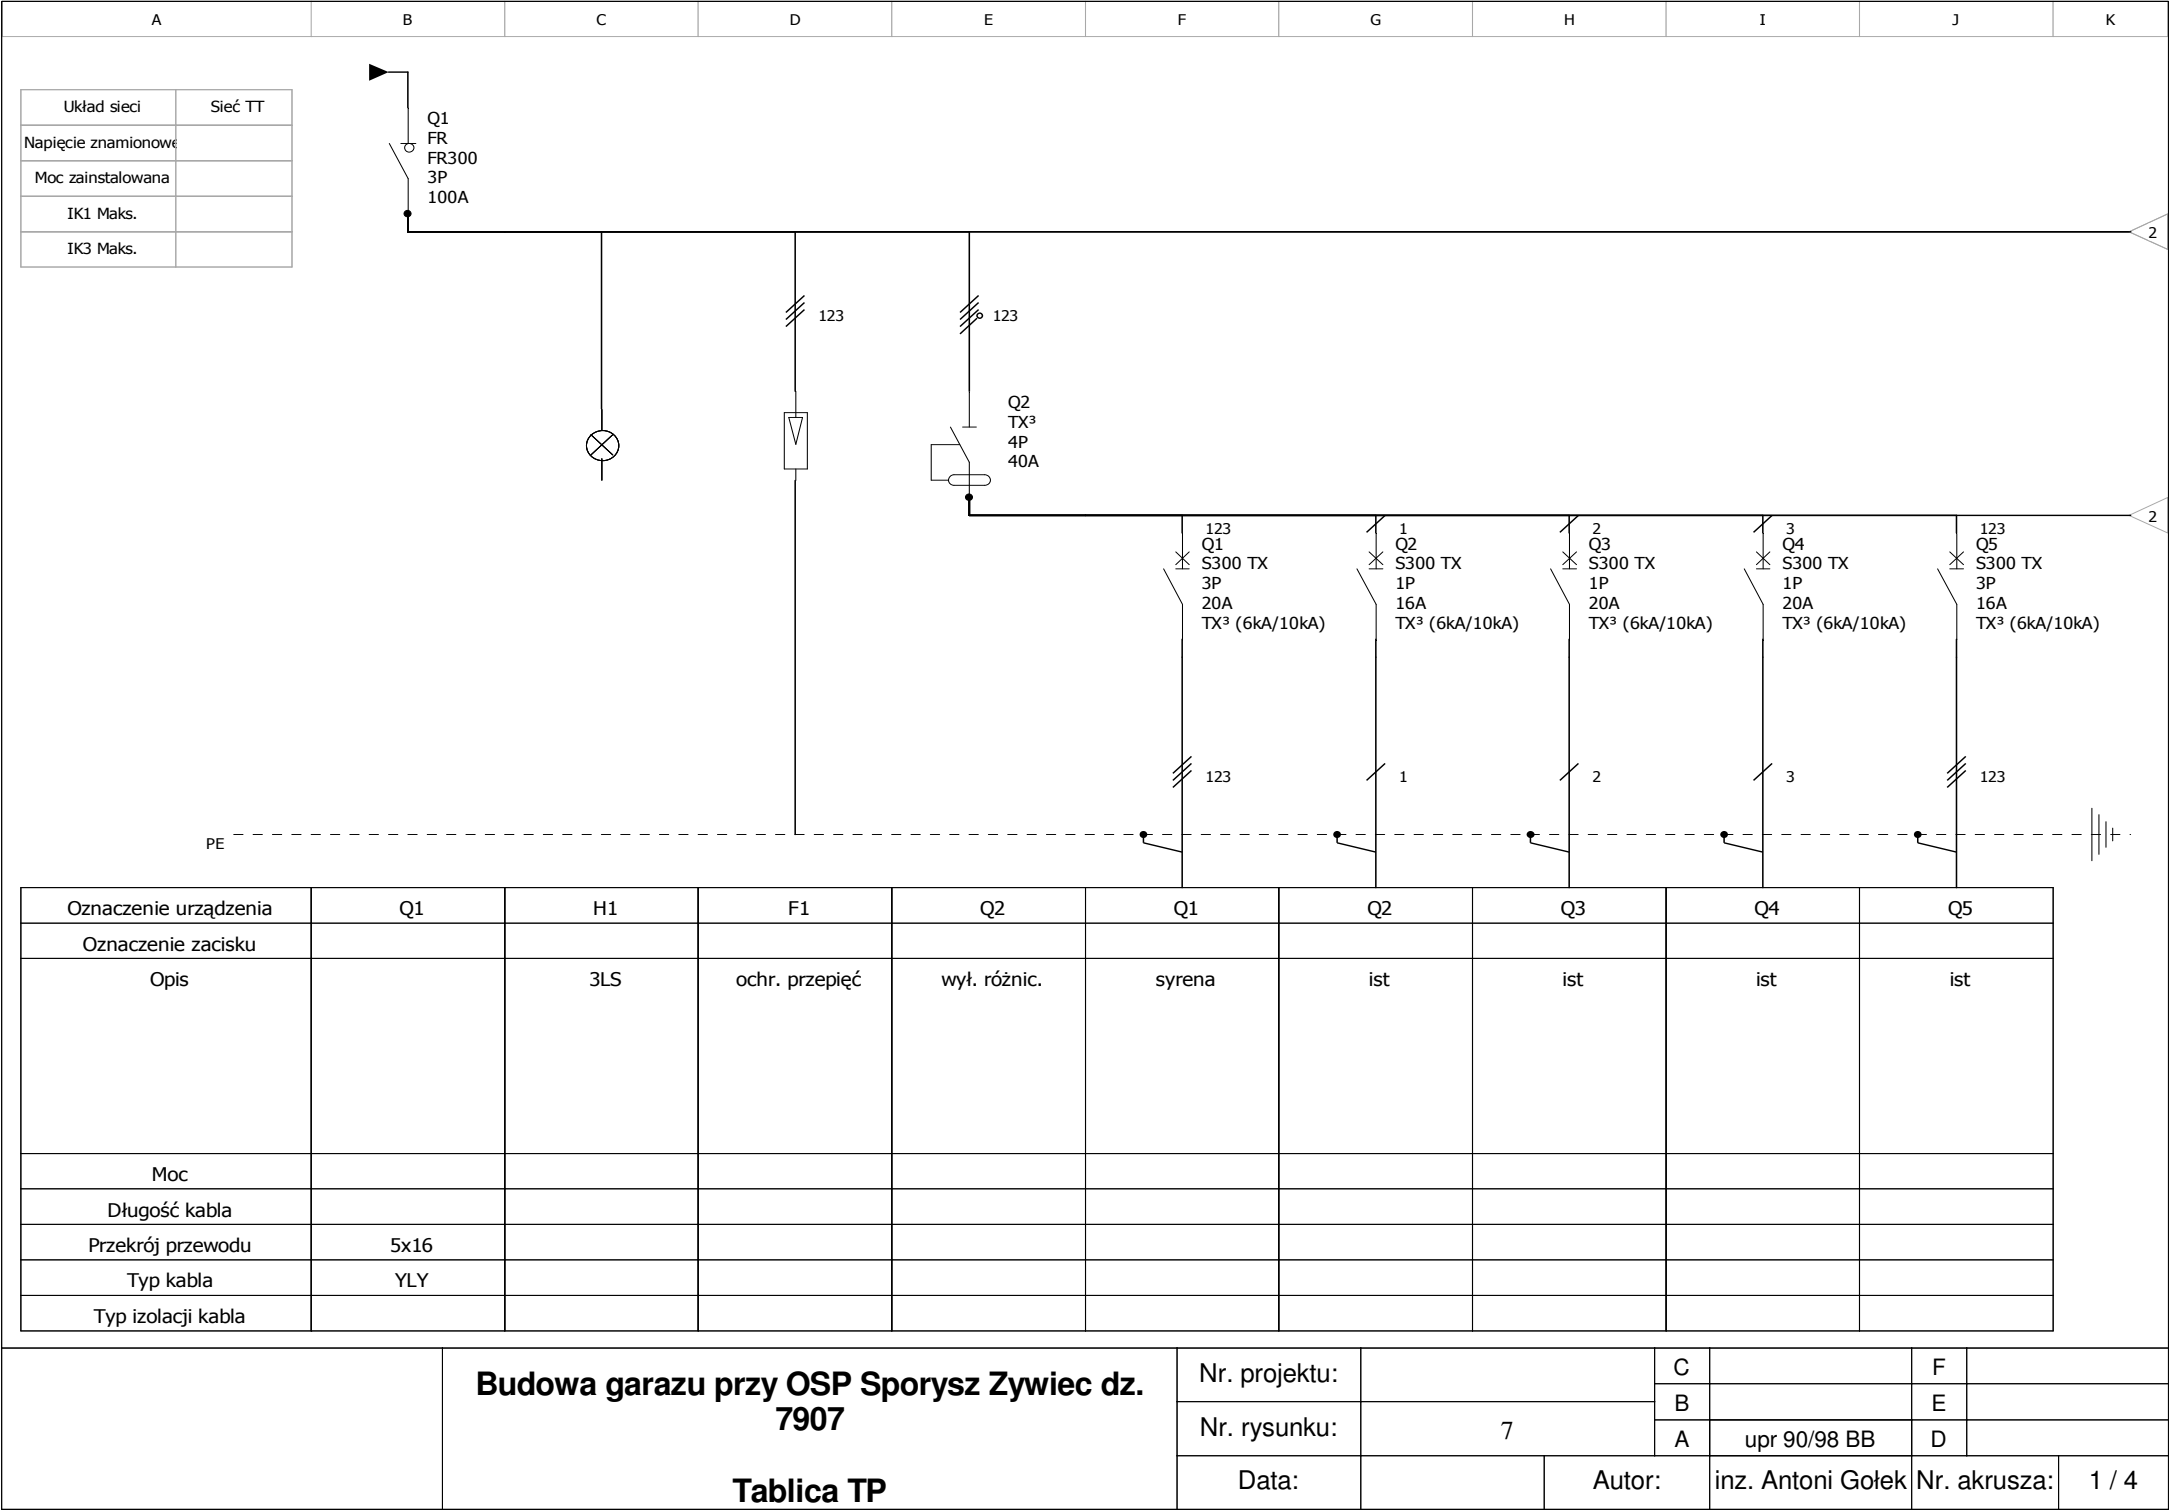 A B C D E F G H I J K
Układ sieci Sieć TT
Napięcie znamionowe
Moc zainstalowana
IK1 Maks.
IK3 Maks.
Q1
FR
FR300
3P
100A
2
123 123
Q2
TX³
4P
40A
2
123 1 2 3 123
Q1 Q2 Q3 Q4 Q5
S300 TX S300 TX S300 TX S300 TX S300 TX
3P 1P 1P 1P 3P
20A 16A 20A 20A 16A
TX³ (6kA/10kA) TX³ (6kA/10kA) TX³ (6kA/10kA) TX³ (6kA/10kA) TX³ (6kA/10kA)
123 1 2 3 123
PE
Oznaczenie urządzenia Q1 H1 F1 Q2 Q1 Q2 Q3 Q4 Q5
Oznaczenie zacisku
Opis 3LS ochr. przepięć wył. różnic. syrena ist ist ist ist
Moc
Długość kabla
Przekrój przewodu 5x16
Typ kabla YLY
Typ izolacji kabla
Budowa garazu przy OSP Sporysz Zywiec dz.
7907
Tablica TP
Nr. projektu: C F
B E
Nr. rysunku: 7 A upr 90/98 BB D
Data: Autor: inz. Antoni Gołek Nr. akrusza: 1 / 4